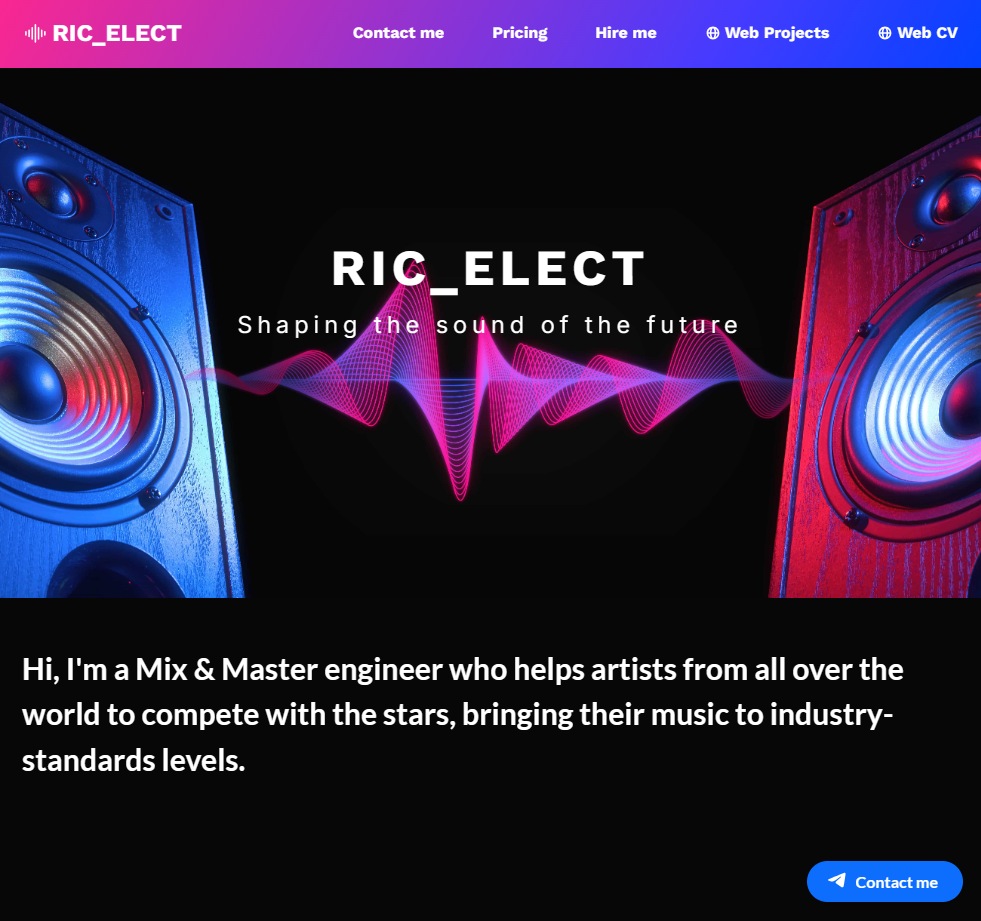 RIC_ELECT
Contact me
Pricing
Hire me
Web Projects
Web CV
RIC_ELECT
Shaping the sound of the future
Hi, I'm a Mix & Master engineer who helps artists from all over the
world to compete with the stars, bringing their music to industry-
standards levels.
Contact me